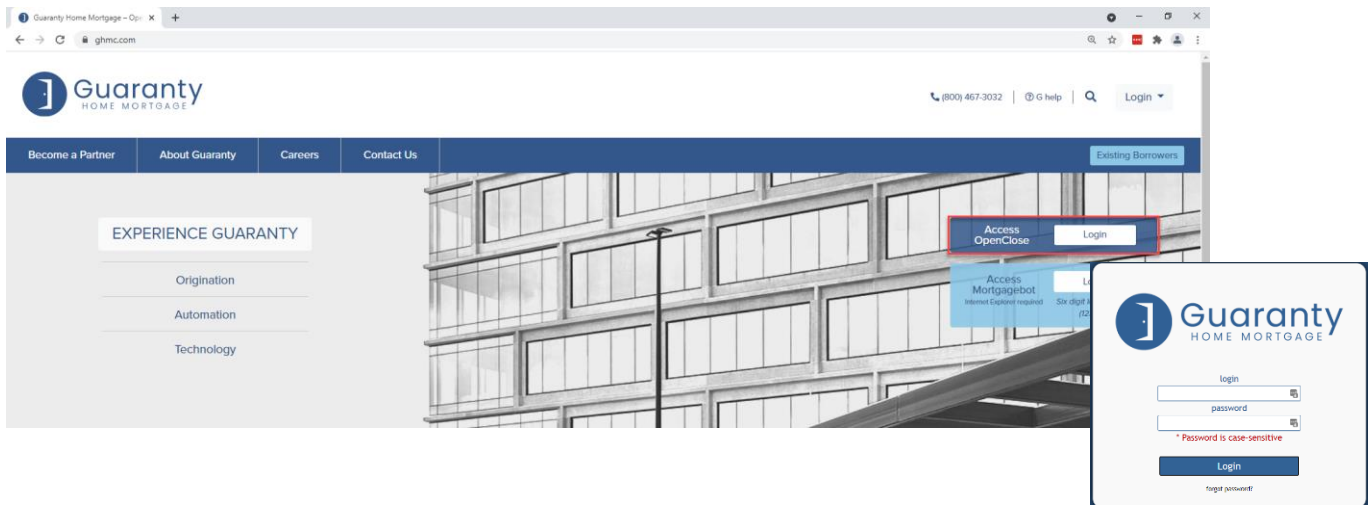 Guaranty Home Mortgage – Op
ghmc.com
Guaranty
HOME MORTGAGE
(800) 467-3032
G help
Login
Become a Partner
About Guaranty
Careers
Contact Us
Existing Borrowers
EXPERIENCE GUARANTY
Origination
Automation
Technology
Access
OpenClose
Login
Access
Mortgagebot
Internet Explorer required
Six digit
Guaranty
HOME MORTGAGE
login
password
* Password is case-sensitive
Login
forgot password?